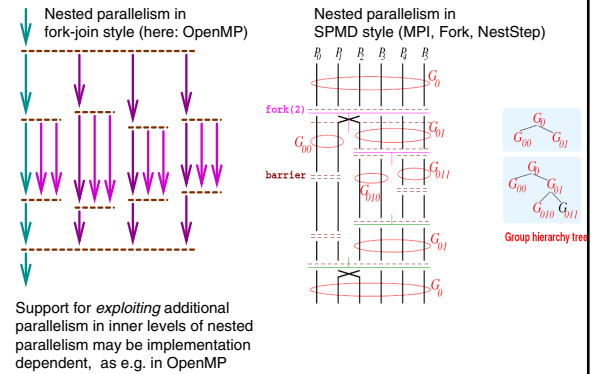 Nested parallelism in
fork-join style (here: OpenMP)
Support for exploiting additional
parallelism in inner levels of nested
parallelism may be implementation
dependent, as e.g. in OpenMP
Nested parallelism in
SPMD style (MPI, Fork, NestStep)
P0 P1 P2 P3 P4 P5
G0
fork(2)
G01
G00
G011
barrier
G010
G01
G0
G0
G00 G01
G0
G00 G01
G010 G011
Group hierarchy tree